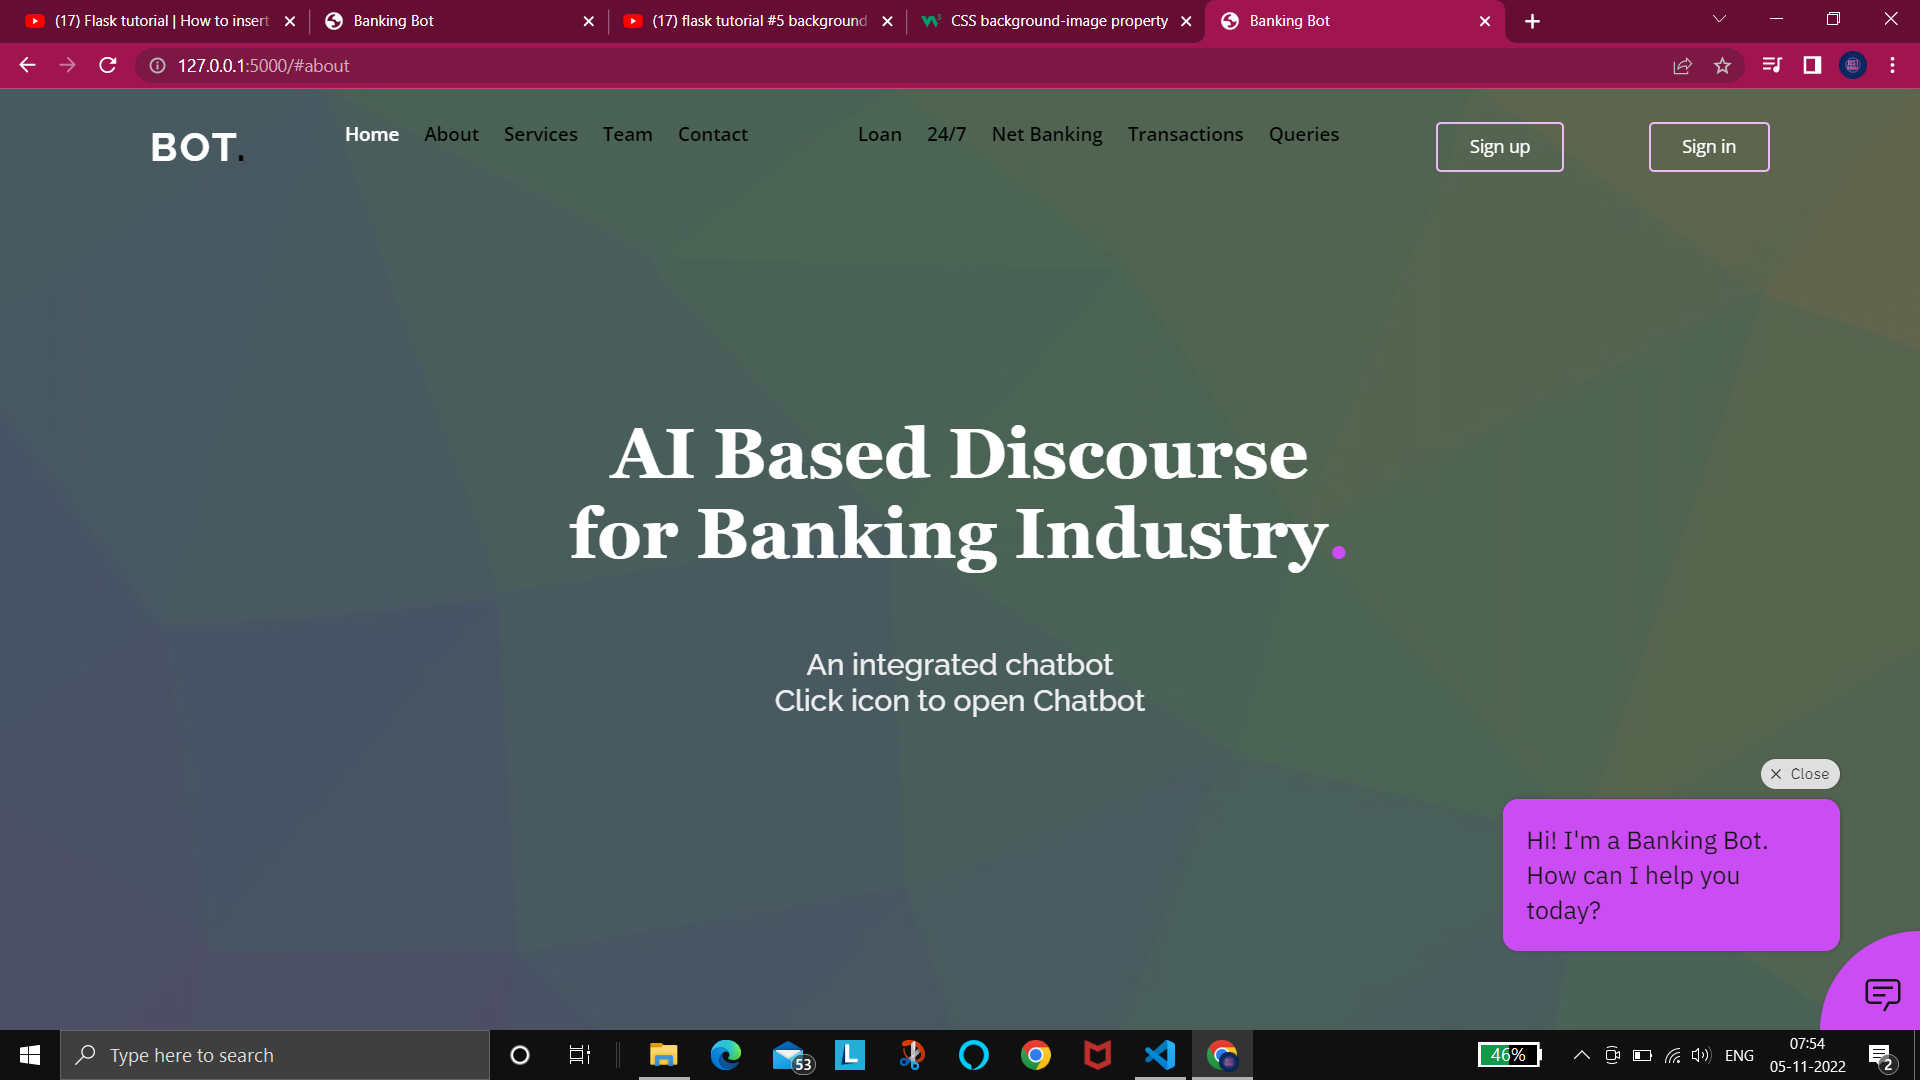 (17) Flask tutorial | How to insert
Banking Bot
(17) flask tutorial #5 background
CSS background-image property
Banking Bot
127.0.0.1:5000/#about
BOT.
Home About Services Team Contact Loan 24/7 Net Banking Transactions Queries
Sign up
Sign in
AI Based Discourse
for Banking Industry.
An integrated chatbot
Click icon to open Chatbot
Close
Hi! I'm a Banking Bot.
How can I help you
today?
Type here to search
53
L
46%
ENG
07:54
05-11-2022
2